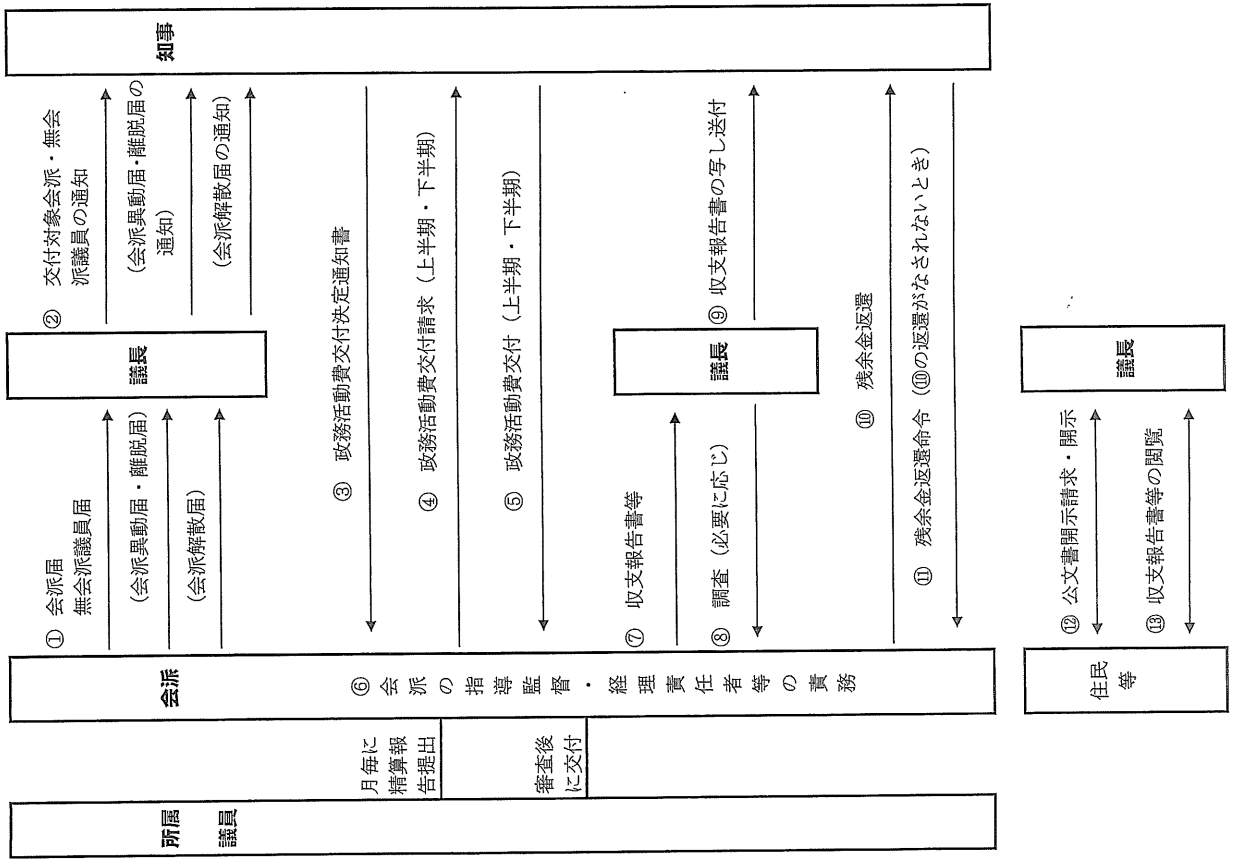 所属
議員
月毎に
精算報
告提出
審査後
に交付
会派
⑥会派の指導監督・経理責任者等の責務
① 会派届
無会派議員届
(会派異動届・離脱届)
(会派解散届)
議長
② 交付対象会派・無会
派議員の通知
(会派異動届・離脱届の
通知)
(会派解散届の通知)
知事
③ 政務活動費交付決定通知書
④ 政務活動費交付請求（上半期・下半期）
⑤ 政務活動費交付（上半期・下半期）
⑦ 収支報告書等
⑧ 調査（必要に応じ）
議長
⑨ 収支報告書の写し送付
⑩ 残余金返還
⑪ 残余金返還命令（⑩の返還がなされないとき）
住民
等
⑫ 公文書開示請求・開示
⑬ 収支報告書等の閲覧
議長